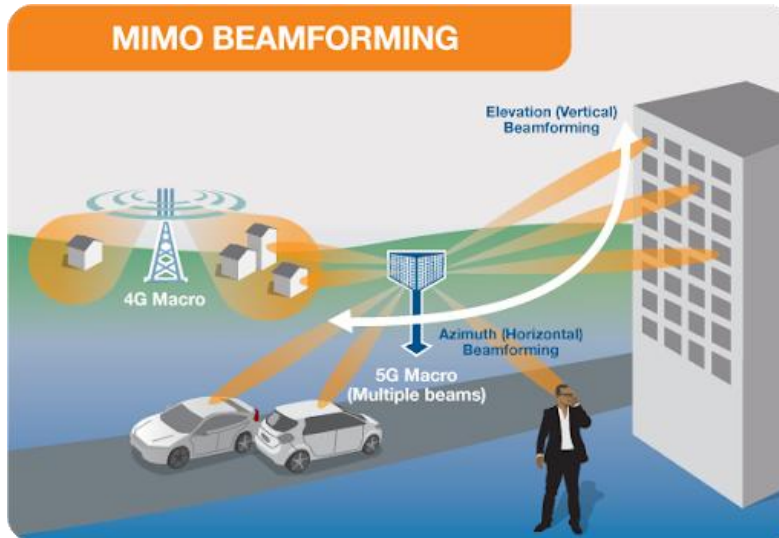 MIMO BEAMFORMING
Elevation (Vertical)
Beamforming
4G Macro
Azimuth (Horizontal)
Beamforming
5G Macro
(Multiple beams)